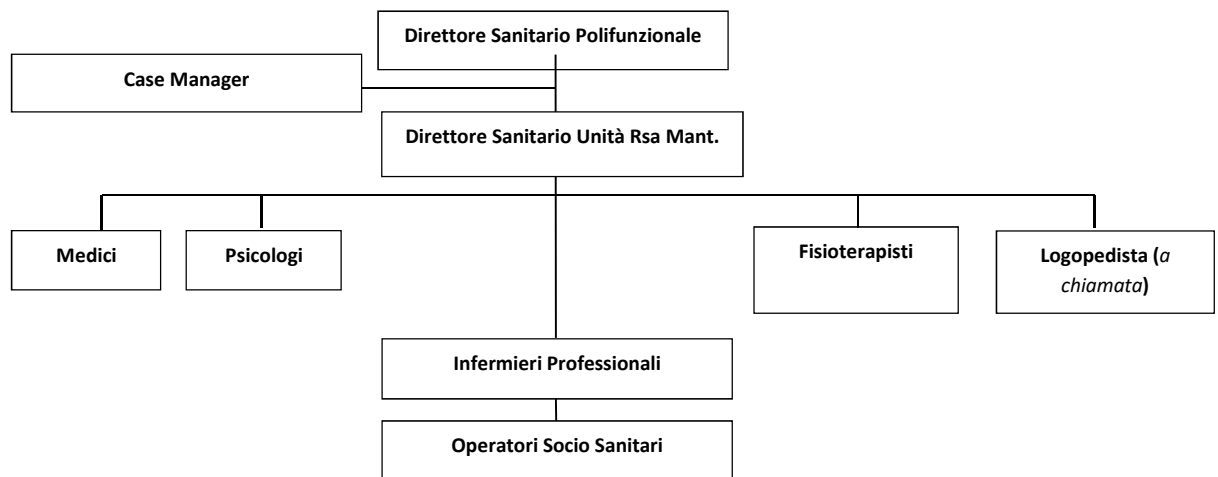 Direttore Sanitario Polifunzionale
Case Manager
Direttore Sanitario Unità Rsa Mant.
Medici
Psicologi
Fisioterapisti
Logopedista (a
chiamata)
Infermieri Professionali
Operatori Socio Sanitari